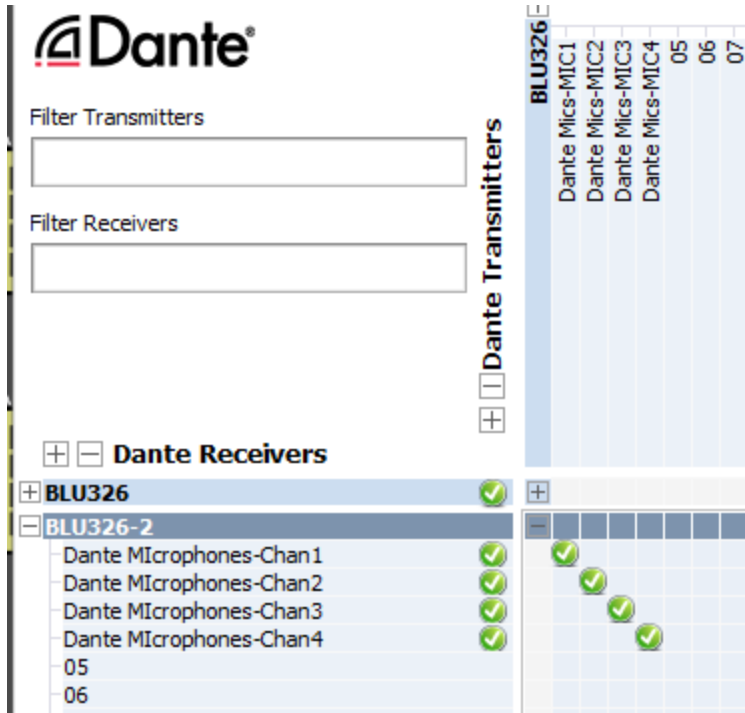 Dante®
Filter Transmitters
Filter Receivers
Dante Transmitters
BLU326
Dante Mics-MIC1
Dante Mics-MIC2
Dante Mics-MIC3
Dante Mics-MIC4
05
06
07
Dante Receivers
BLU326
BLU326-2
Dante MIcrophones-Chan1
Dante MIcrophones-Chan2
Dante MIcrophones-Chan3
Dante MIcrophones-Chan4
05
06